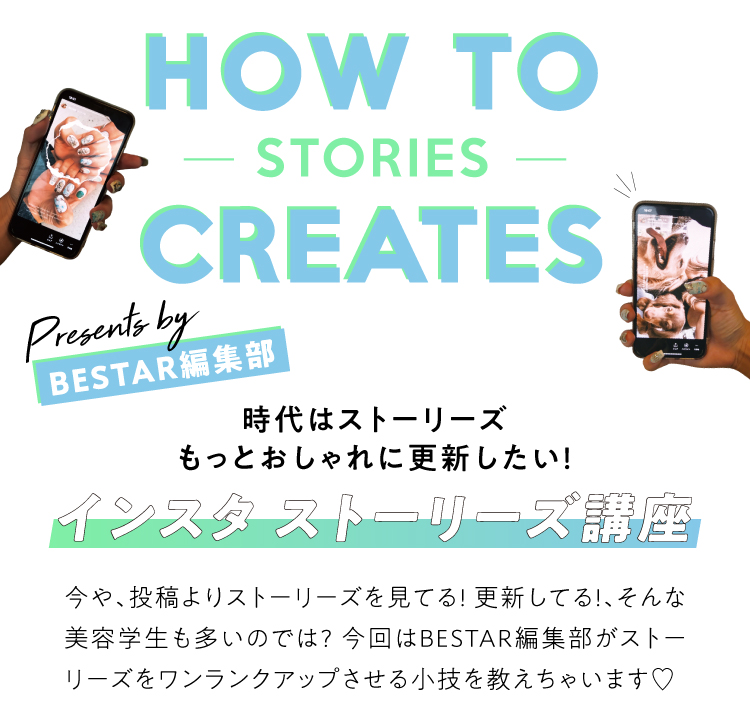 HOW TO
STORIES
CREATES
Presents by
BESTAR編集部
時代はストーリーズ
もっとおしゃれに更新したい!
インスタ ストーリーズ講座
今や、投稿よりストーリーズを見てる! 更新してる!、そんな
美容学生も多いのでは? 今回はBESTAR編集部がストー
リーズをワンランクアップさせる小技を教えちゃいます♡